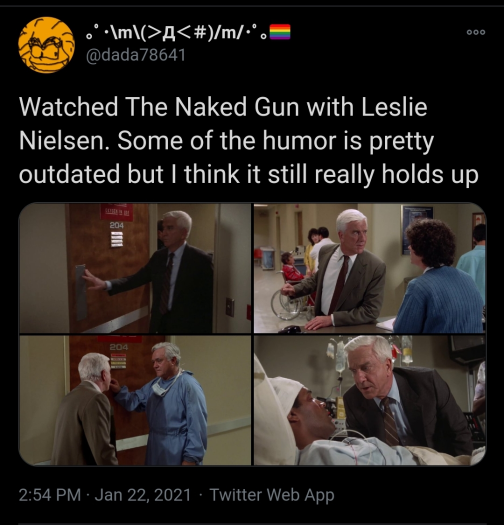 ｡ﾟ･\m\(>Д<#)/m/･ﾟ｡🏳️‍🌈
@dada78641
Watched The Naked Gun with Leslie
Nielsen. Some of the humor is pretty
outdated but I think it still really holds up
204
204
2:54 PM · Jan 22, 2021 · Twitter Web App